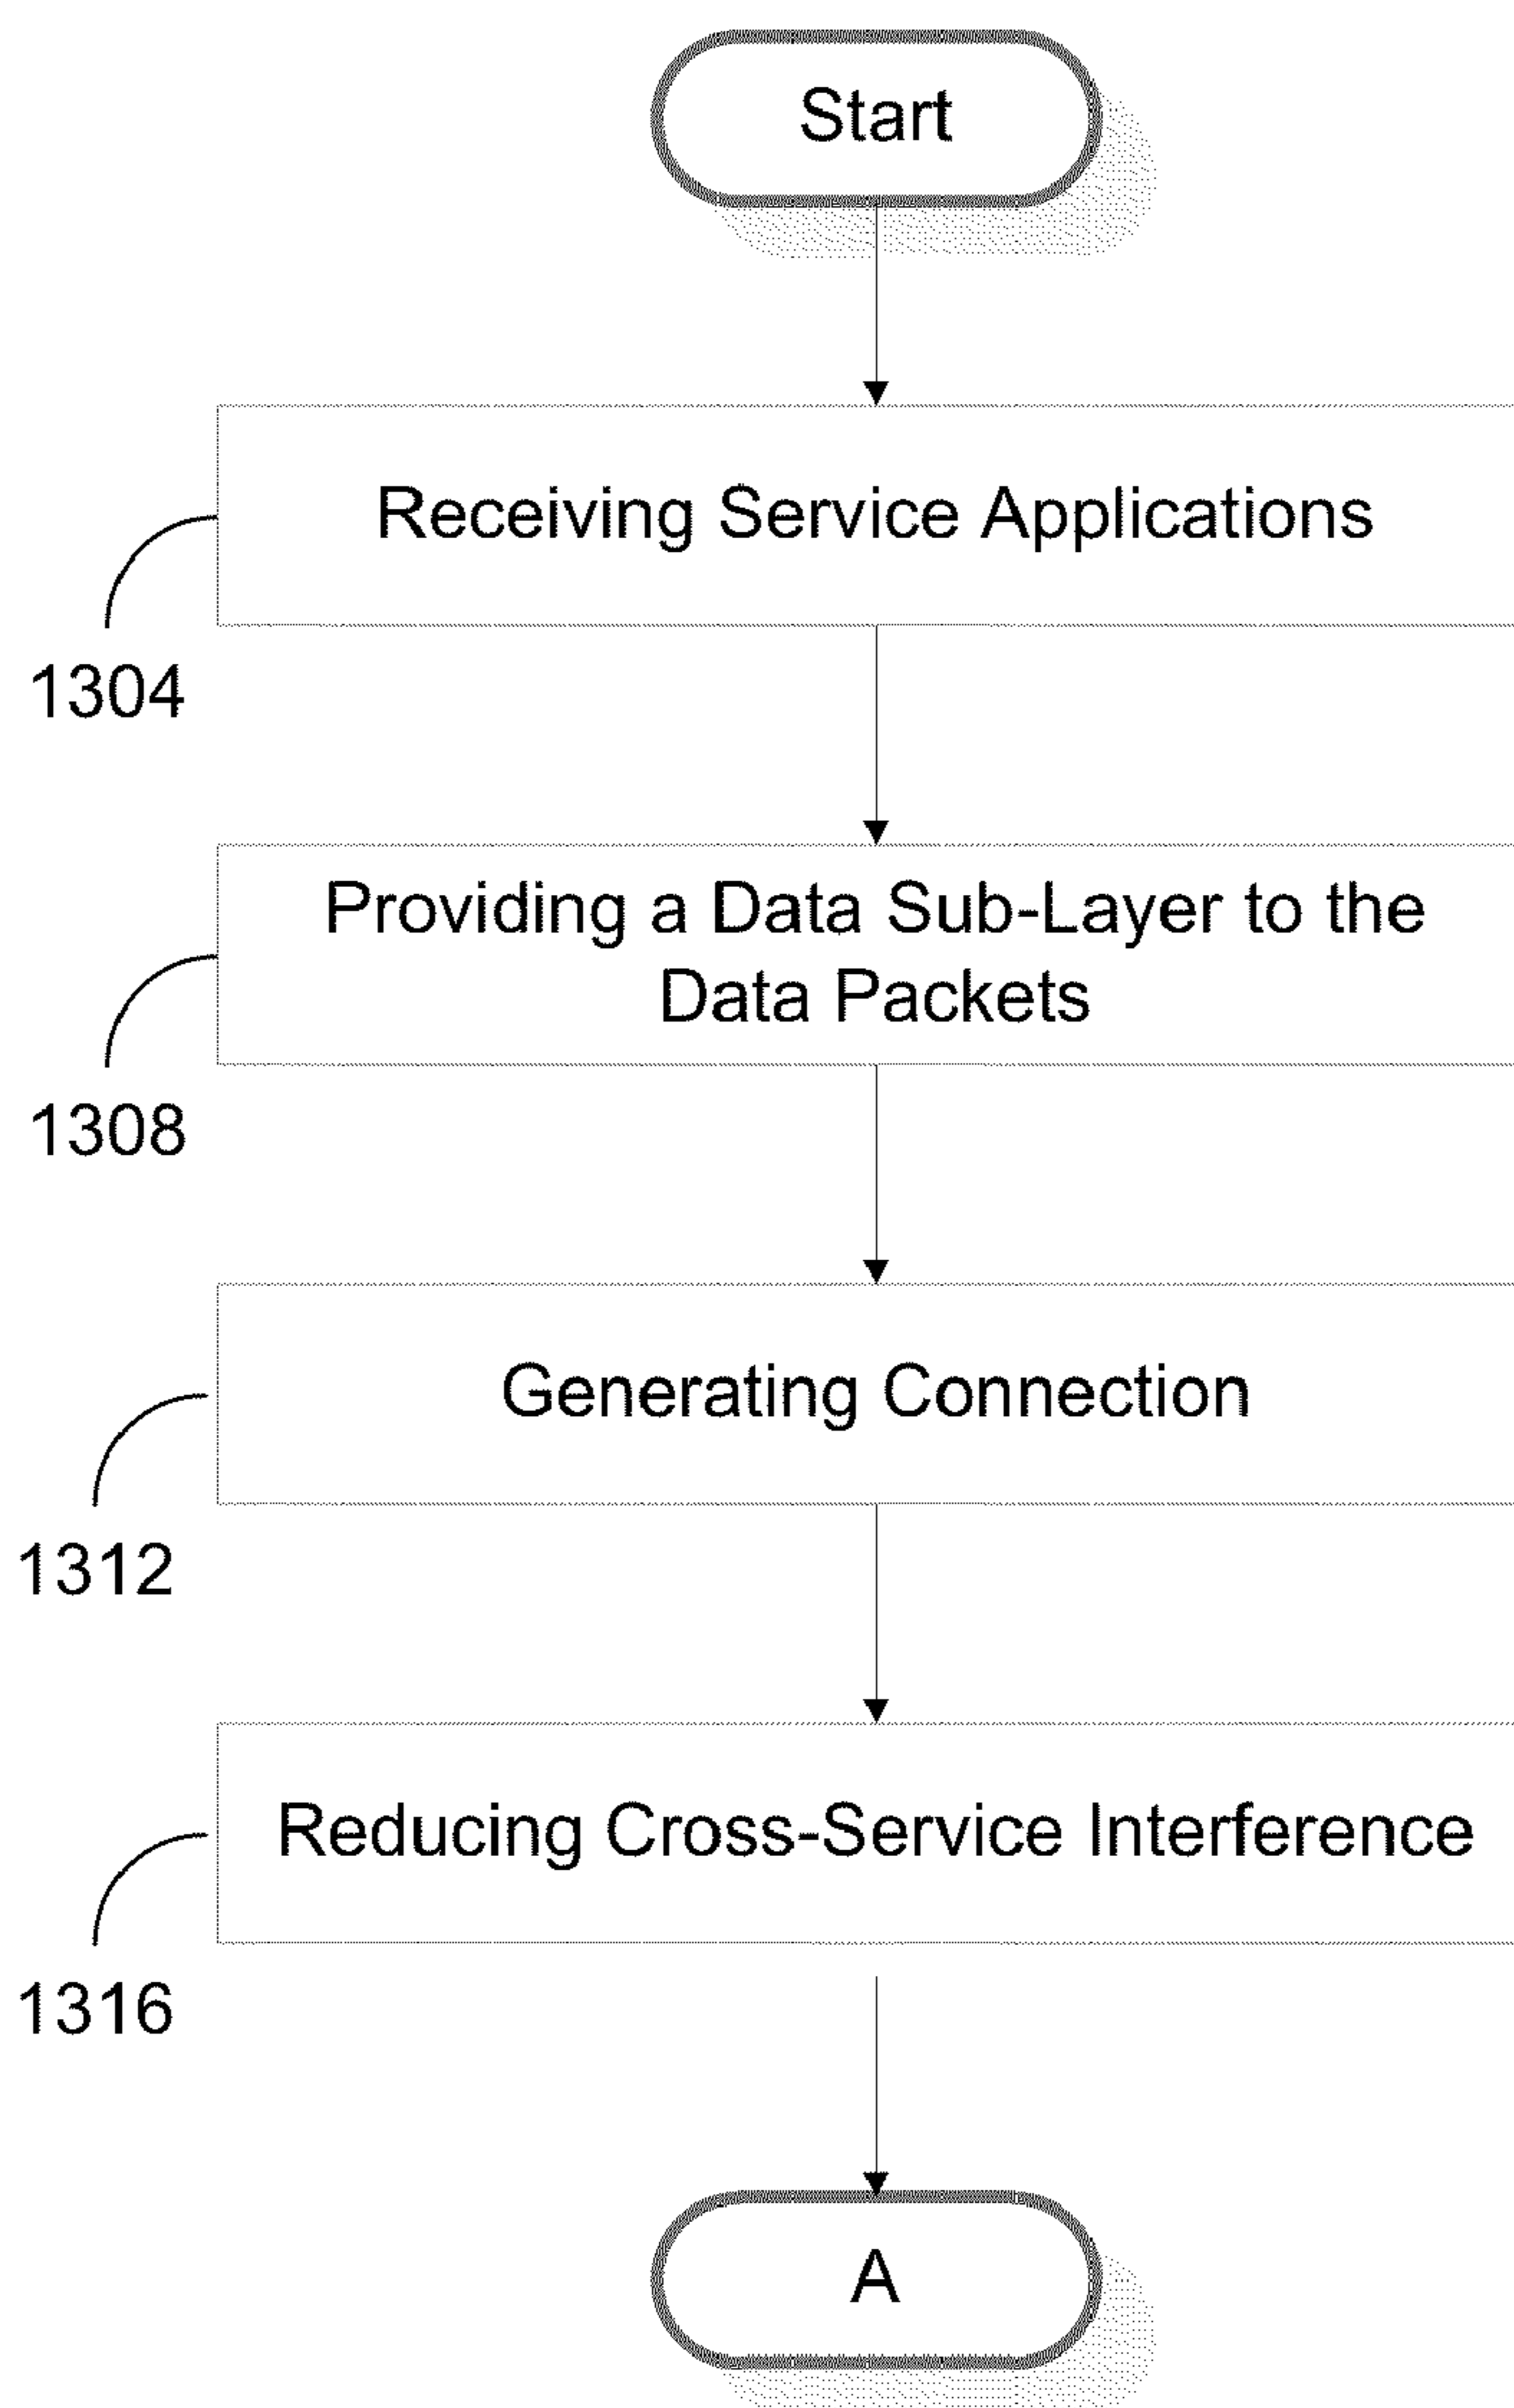 Start
Receiving Service Applications
1304
Providing a Data Sub-Layer to the
Data Packets
1308
Generating Connection
1312
Reducing Cross-Service Interference
1316
A